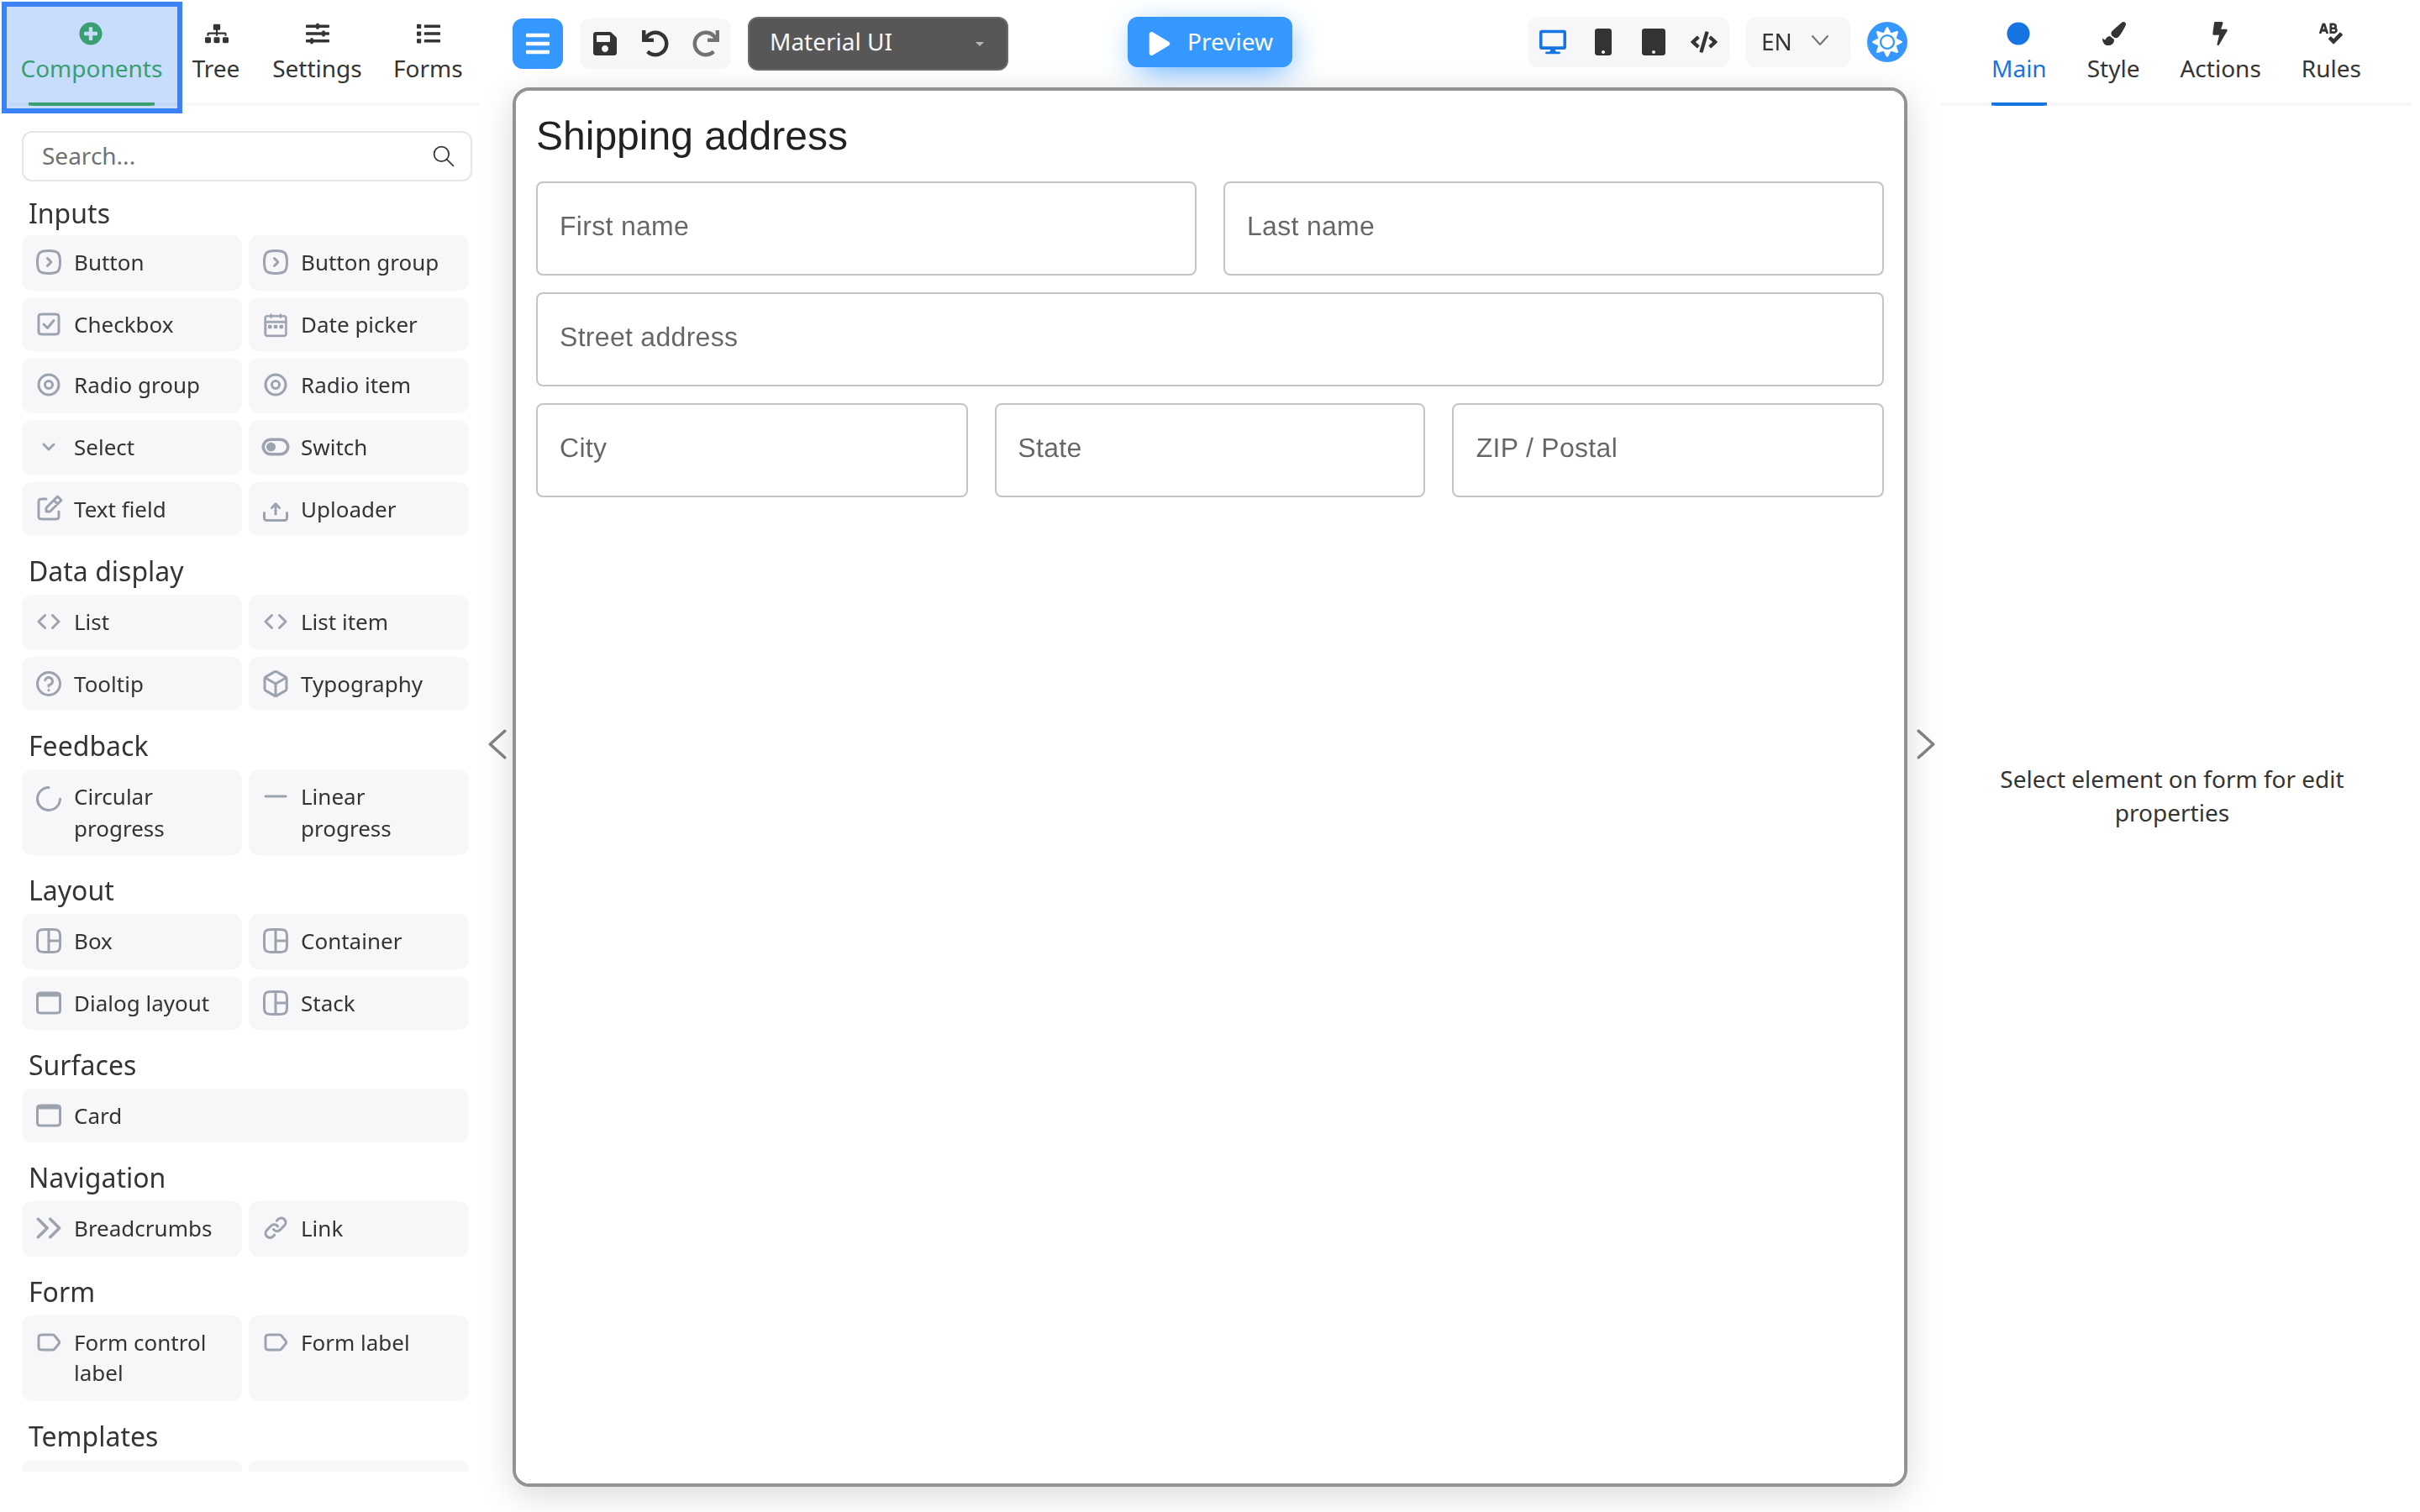 Components
Tree
Settings
Forms
Material UI
Preview
EN
Main
Style
Actions
AB
Rules
Search...
Inputs
Button
Button group
Checkbox
Date picker
Radio group
Radio item
Select
Switch
Text field
Uploader
Data display
List
List item
Tooltip
Typography
Feedback
Circular
progress
Linear
progress
Layout
Box
Container
Dialog layout
Stack
Surfaces
Card
Navigation
Breadcrumbs
Link
Form
Form control
label
Form label
Templates
Shipping address
First name
Last name
Street address
City
State
ZIP / Postal
Select element on form for edit
properties